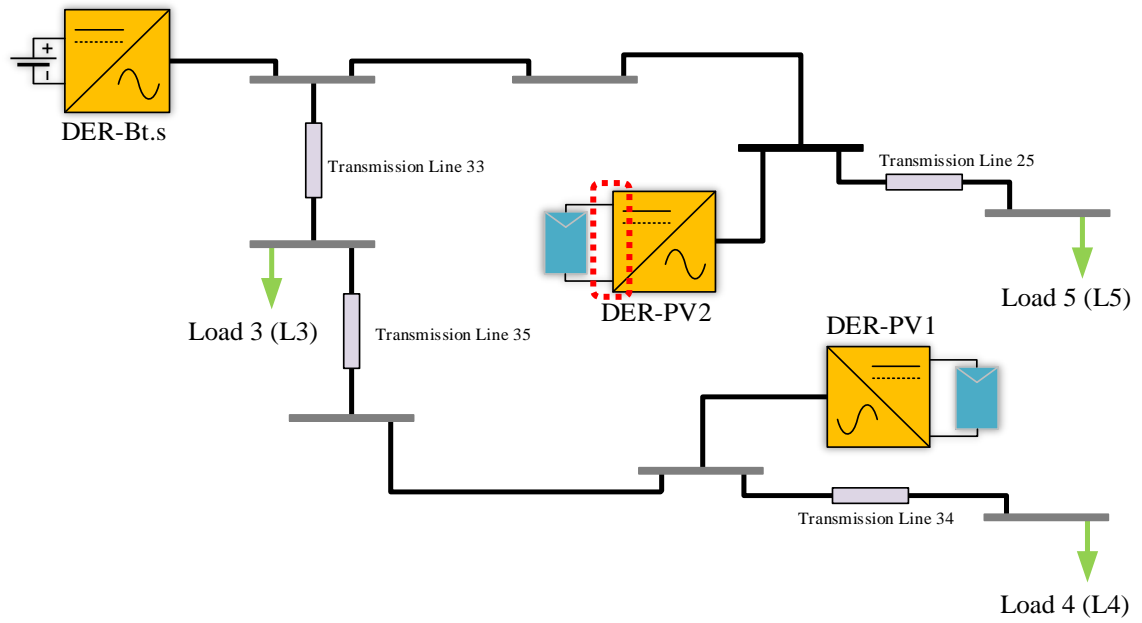 +
-
DER-Bt.s
Transmission Line 33
Transmission Line 25
Load 5 (L5)
DER-PV2
Load 3 (L3)
Transmission Line 35
DER-PV1
Transmission Line 34
Load 4 (L4)